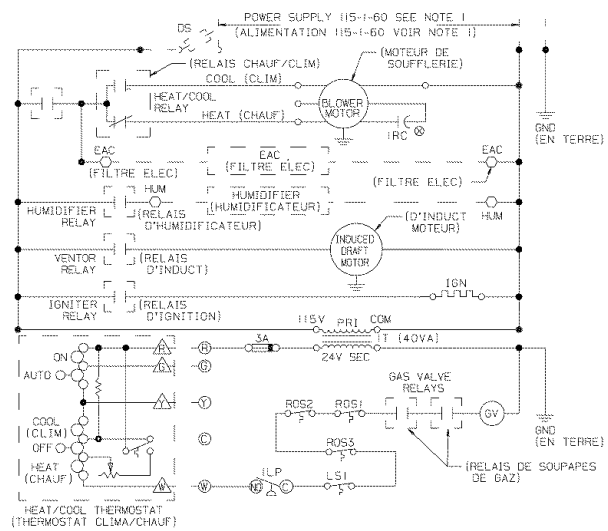 POWER SUPPLY 115-1-60 SEE NOTE 1
(ALIMENTATION 115-1-60 VOIR NOTE 1)
DS
(RELAIS CHAUF/CLIM)
(MOTEUR DE
SOUFFLERIE)
COOL (CLIM)
HEAT/COOL
RELAY
BLOWER
MOTOR
HEAT (CHAUF)
IRC
GND
(EN TERRE)
EAC
EAC
(FILTRE ELEC)
EAC
(FILTRE ELEC)
(FILTRE ELEC)
HUM
HUMIDIFIER
(HUMIDIFICATEUR)
HUM
HUMIDIFIER
RELAY
(RELAIS
D'HUMIDIFICATEUR)
(D'INDUCT
MOTEUR)
INDUCED
DRAFT
MOTOR
VENTOR
RELAY
(RELAIS
D'INDUCT)
IGN
IGNITER
RELAY
(RELAIS
D'IGNITION)
115V PRI COM
1T (40VA)
24V SEC
3A
ON
AUTO
R
R
G
G
Y
Y
COOL
(CLIM)
OFF
C
HEAT
(CHAUF)
W
W
NO
ILP
C
LS1
ROS2
ROS1
ROS3
GAS VALVE
RELAYS
GV
GND
(EN TERRE)
(RELAIS DE SOUPAPES
DE GAZ)
HEAT/COOL THERMOSTAT
(THERMOSTAT CLIMA/CHAUF)